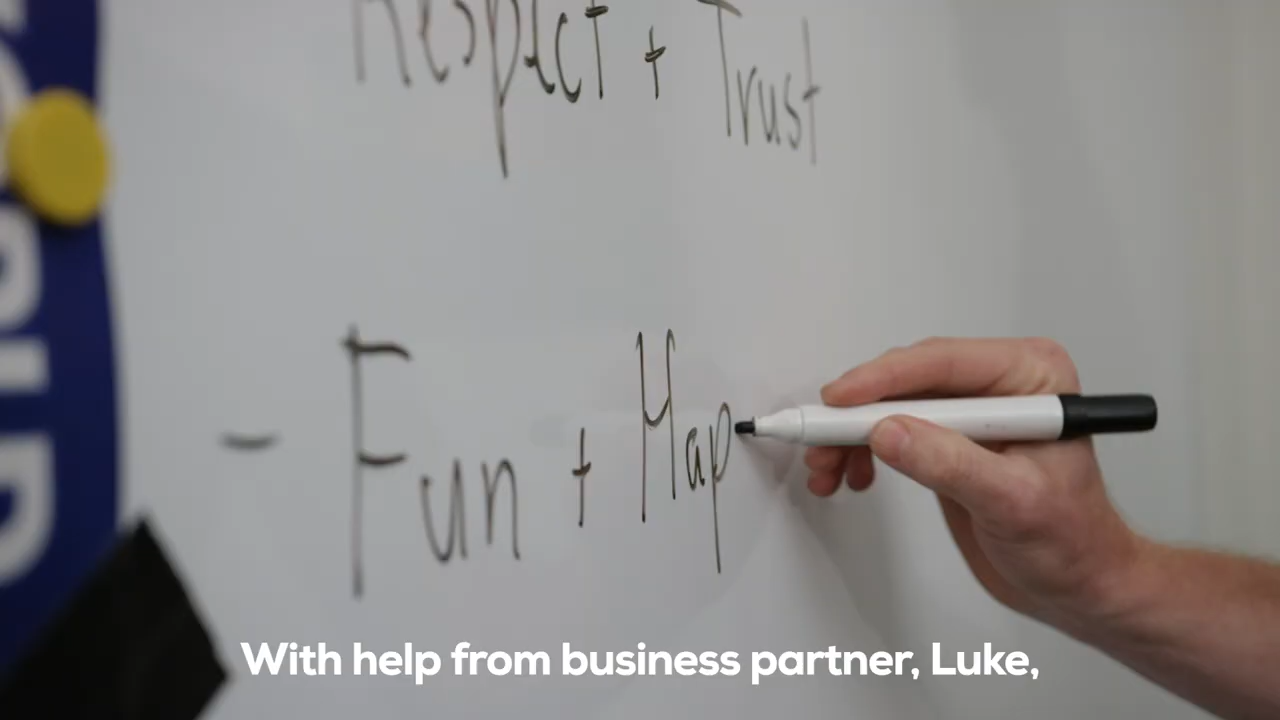 Respect + Trust
- Fun + Hap
With help from business partner, Luke,